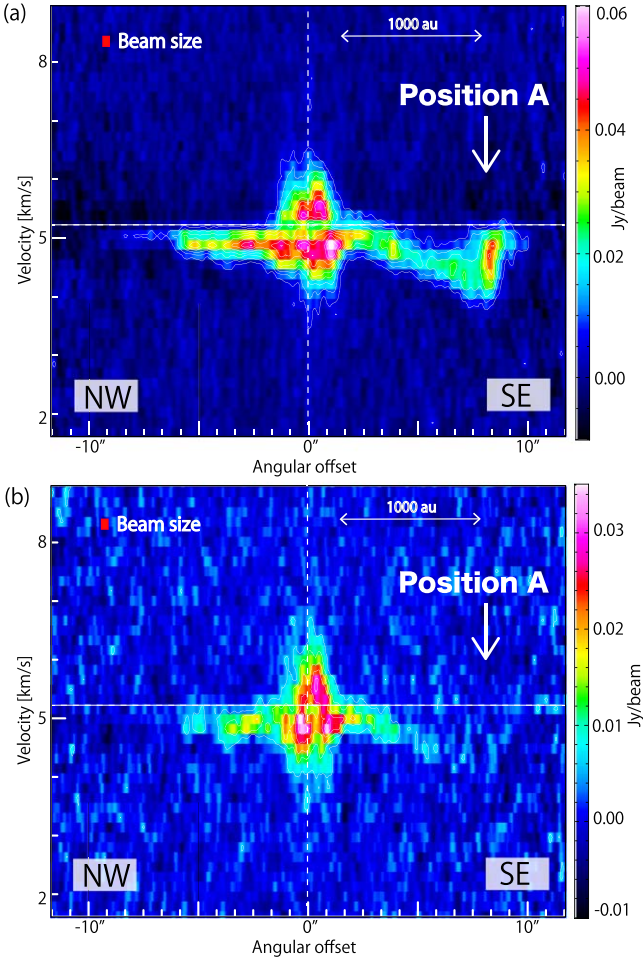 (a)
Beam size
1000 au
Position A
Velocity [km/s]
8
5
2
NW
SE
-10″
0″
10″
Angular offset
0.06
0.04
0.02
0.00
Jy/beam
(b)
Beam size
1000 au
Position A
Velocity [km/s]
8
5
2
NW
SE
-10″
0″
10″
Angular offset
0.03
0.02
0.01
0.00
-0.01
Jy/beam